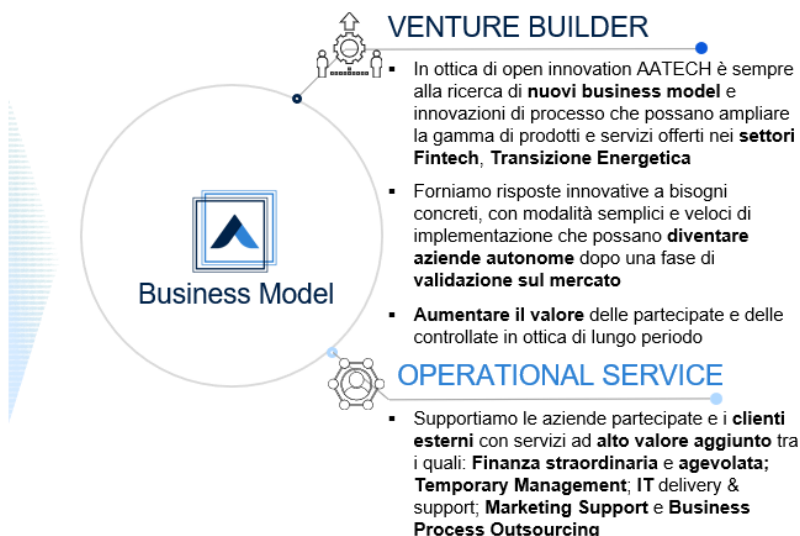 VENTURE BUILDER
▪ In ottica di open innovation AATECH è sempre
alla ricerca di nuovi business model e
innovazioni di processo che possano ampliare
la gamma di prodotti e servizi offerti nei settori
Fintech, Transizione Energetica
▪ Forniamo risposte innovative a bisogni
concreti, con modalità semplici e veloci di
implementazione che possano diventare
aziende autonome dopo una fase di
validazione sul mercato
▪ Aumentare il valore delle partecipate e delle
controllate in ottica di lungo periodo
Business Model
OPERATIONAL SERVICE
▪ Supportiamo le aziende partecipate e i clienti
esterni con servizi ad alto valore aggiunto tra
i quali: Finanza straordinaria e agevolata;
Temporary Management; IT delivery &
support; Marketing Support e Business
Process Outsourcing